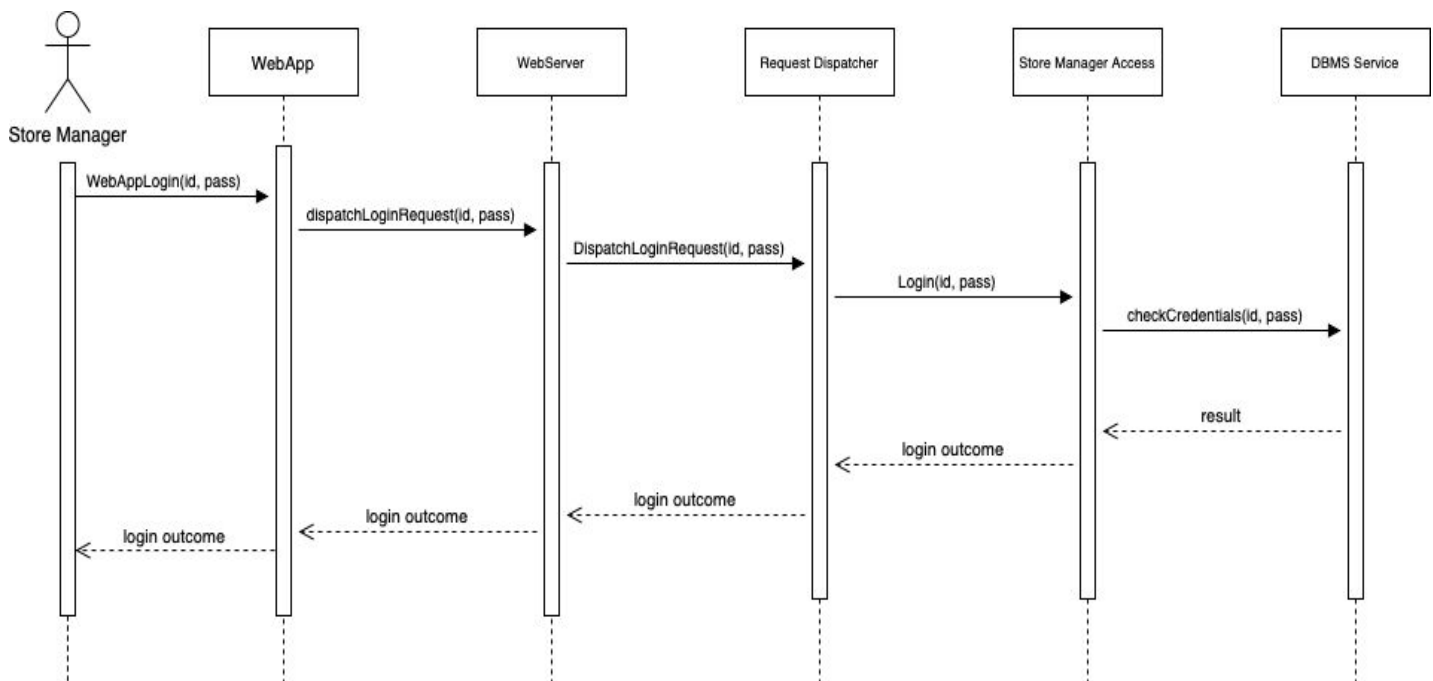 WebApp
WebServer
Request Dispatcher
Store Manager Access
DBMS Service
Store Manager
WebAppLogin(id, pass)
dispatchLoginRequest(id, pass)
DispatchLoginRequest(id, pass)
Login(id, pass)
checkCredentials(id, pass)
result
login outcome
login outcome
login outcome
login outcome